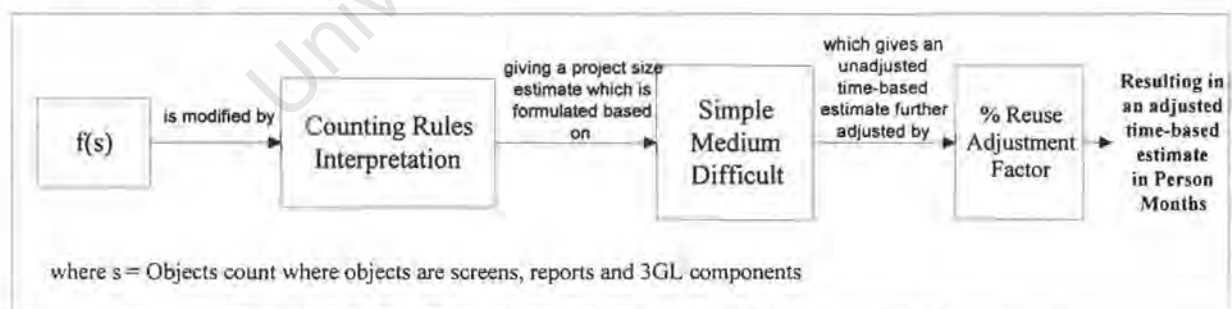 Univ
f(s)
is modified by
Counting Rules
Interpretation
giving a project size
estimate which is
formulated based
on
Simple
Medium
Difficult
which gives an
unadjusted
time-based
estimate further
adjusted by
% Reuse
Adjustment
Factor
Resulting in
an adjusted
time-based
estimate
in Person
Months
where s = Objects count where objects are screens, reports and 3GL components